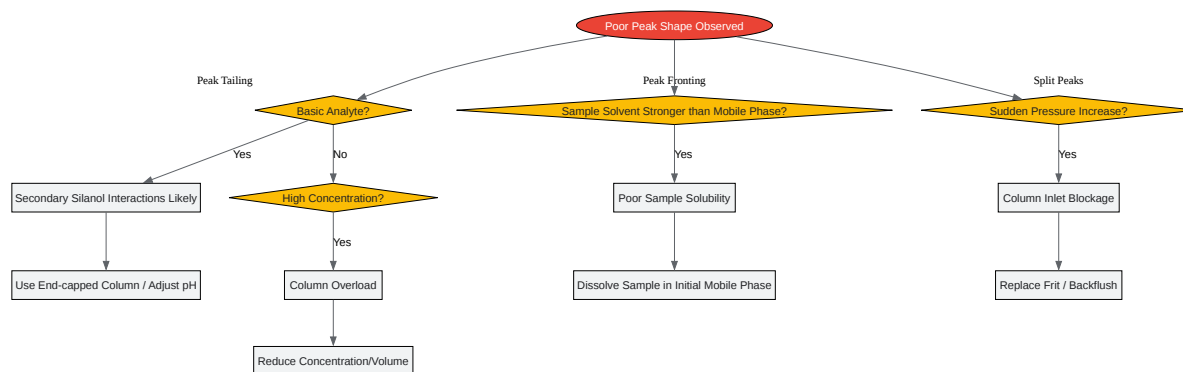 Poor Peak Shape Observed
Peak Tailing
Peak Fronting
Split Peaks
Basic Analyte?
Sample Solvent Stronger than Mobile Phase?
Sudden Pressure Increase?
Yes
No
Yes
Yes
Secondary Silanol Interactions Likely
High Concentration?
Poor Sample Solubility
Column Inlet Blockage
Yes
Use End-capped Column / Adjust pH
Column Overload
Dissolve Sample in Initial Mobile Phase
Replace Frit / Backflush
Reduce Concentration/Volume